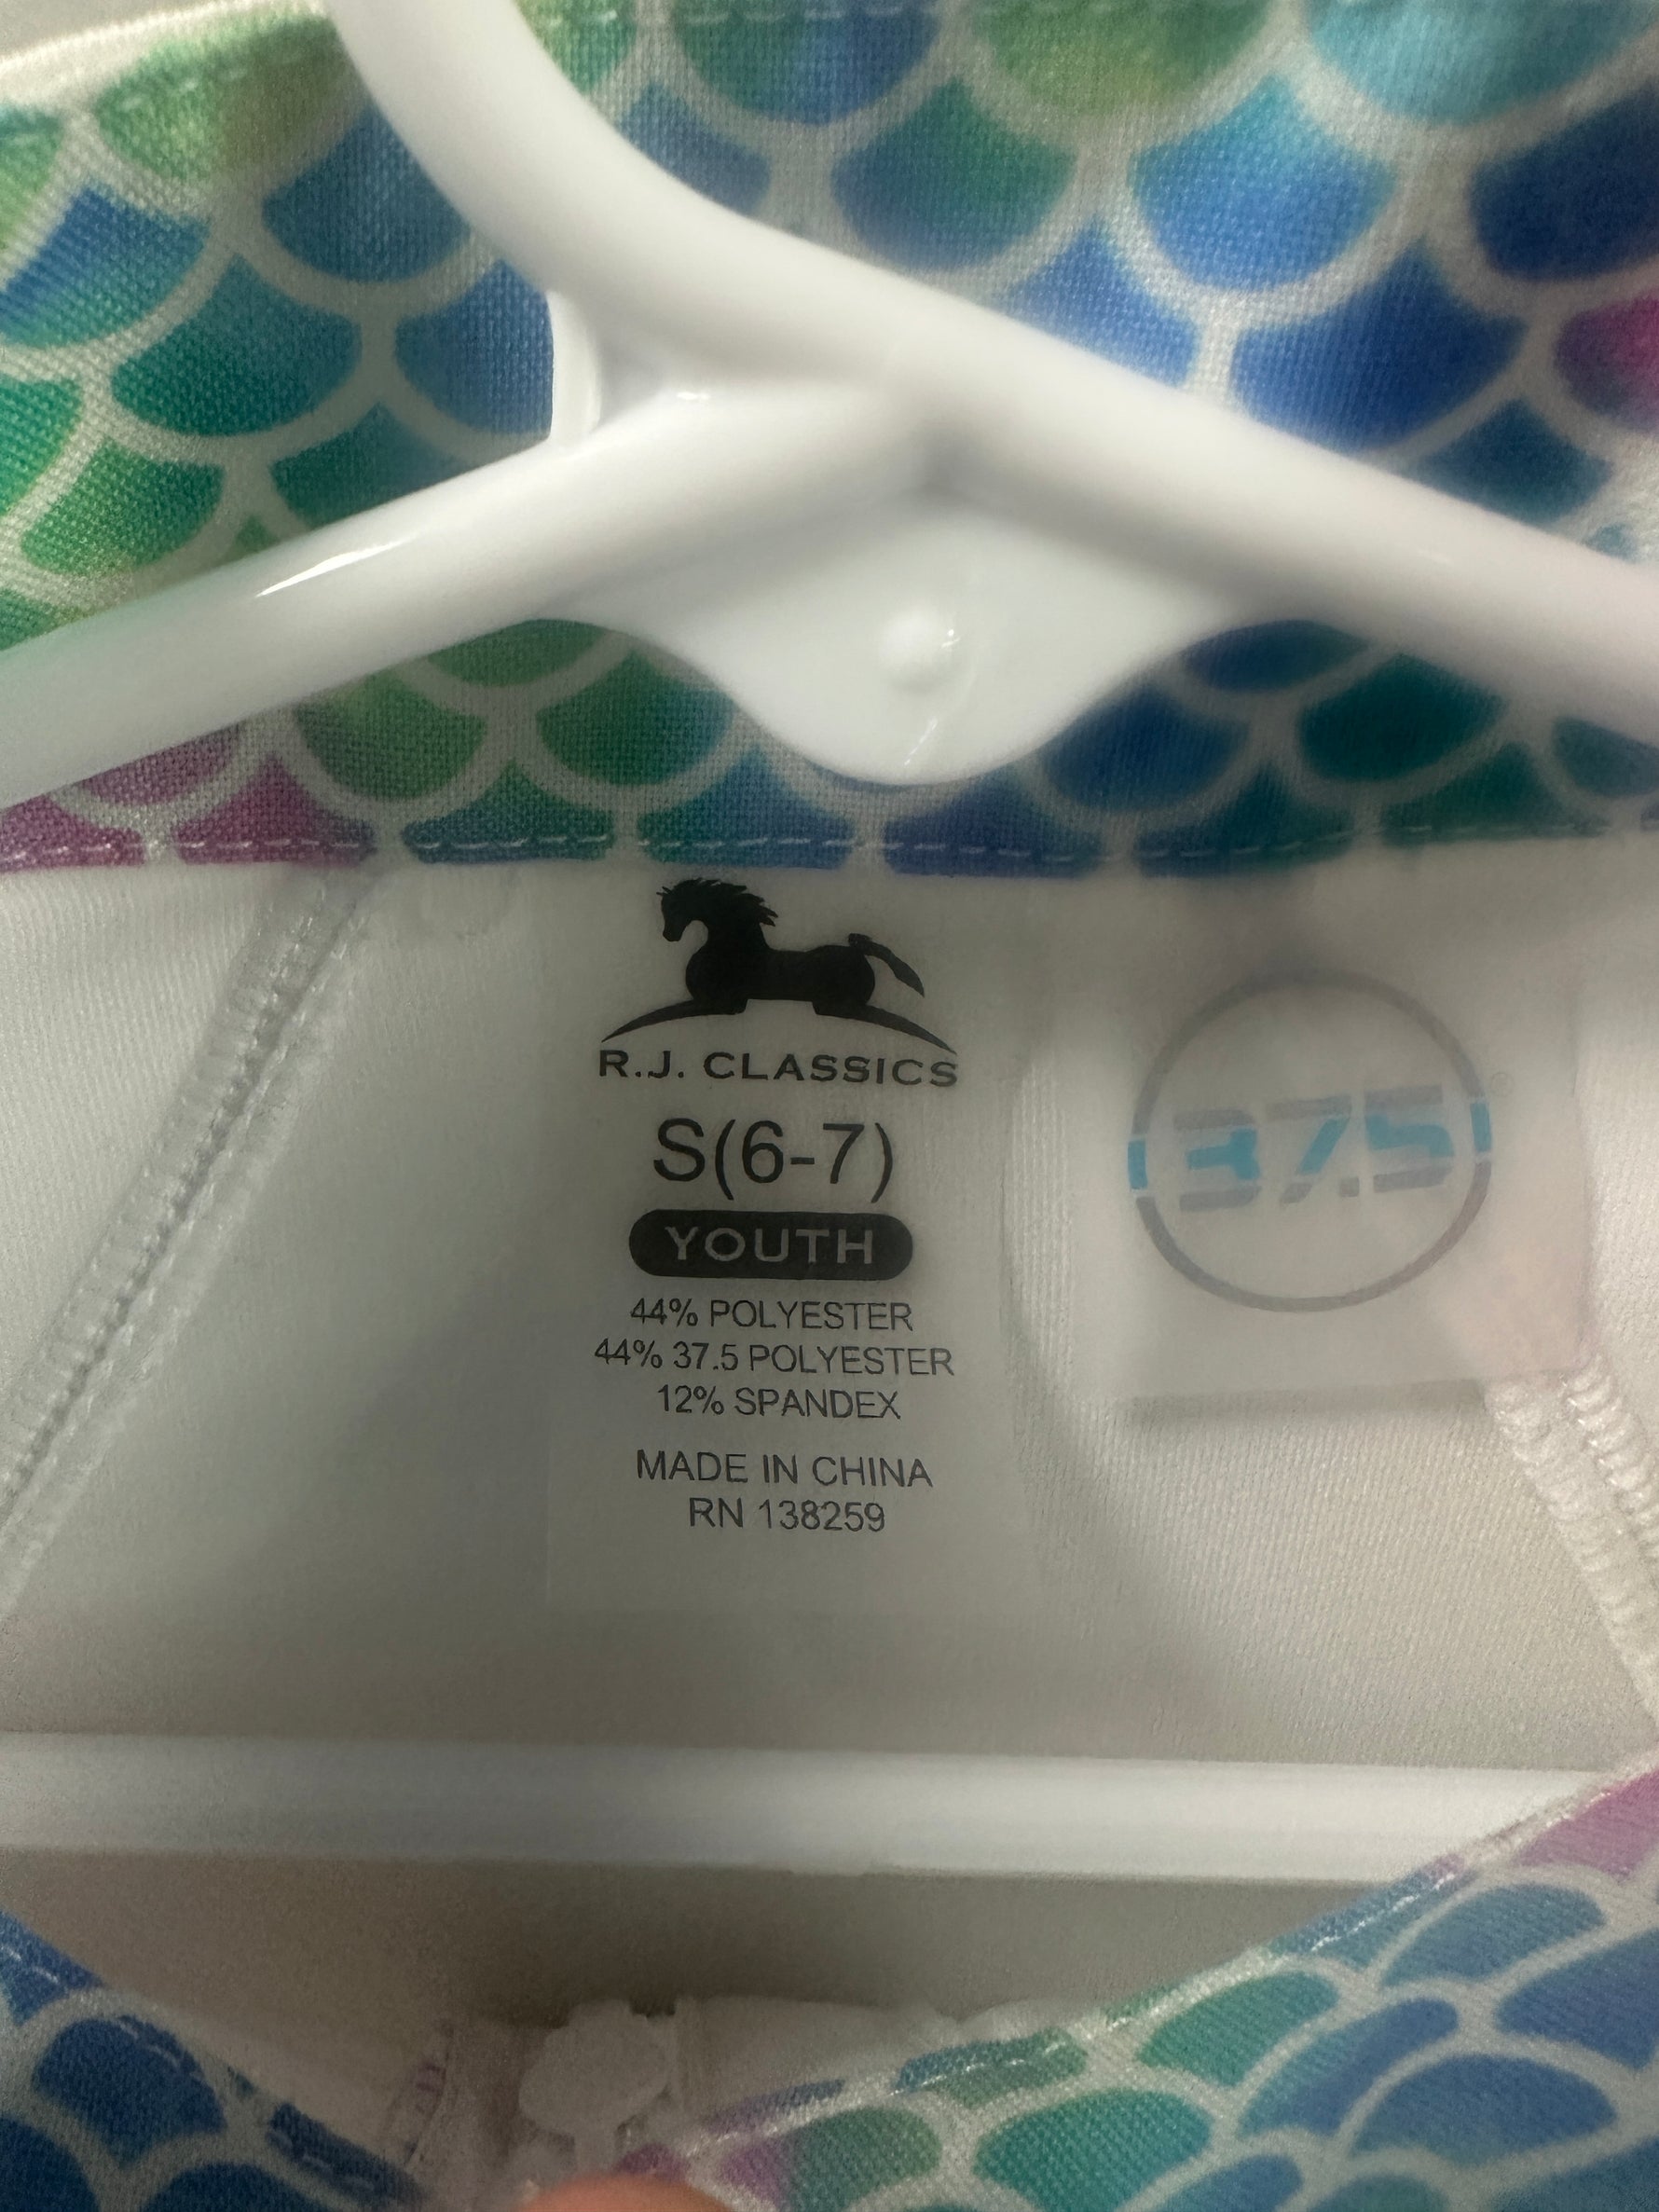 R.J. CLASSICS
S(6-7)
YOUTH
44% POLYESTER
44% 37.5 POLYESTER
12% SPANDEX
MADE IN CHINA
RN 138259
37.5®